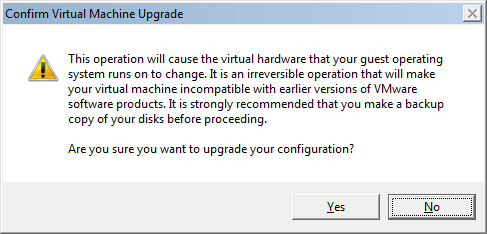 Confirm Virtual Machine Upgrade
This operation will cause the virtual hardware that your guest operating
system runs on to change. It is an irreversible operation that will make
your virtual machine incompatible with earlier versions of VMware
software products. It is strongly recommended that you make a backup
copy of your disks before proceeding.
Are you sure you want to upgrade your configuration?
Yes
No